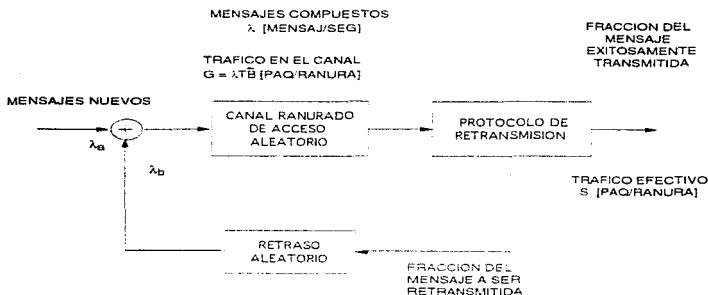 MENSAJES COMPUESTOS
λ [MENSAJ/SEG]
FRACCION DEL
MENSAJE
EXITOSAMENTE
TRANSMITIDA
TRAFICO EN EL CANAL
G = λTB̄ [PAQ/RANURA]
MENSAJES NUEVOS
+
λa
λb
CANAL RANURADO
DE ACCESO
ALEATORIO
PROTOCOLO DE
RETRANSMISION
TRAFICO EFECTIVO
S [PAQ/RANURA]
RETRASO
ALEATORIO
FRACCION DEL
MENSAJE A SER
RETRANSMITIDA